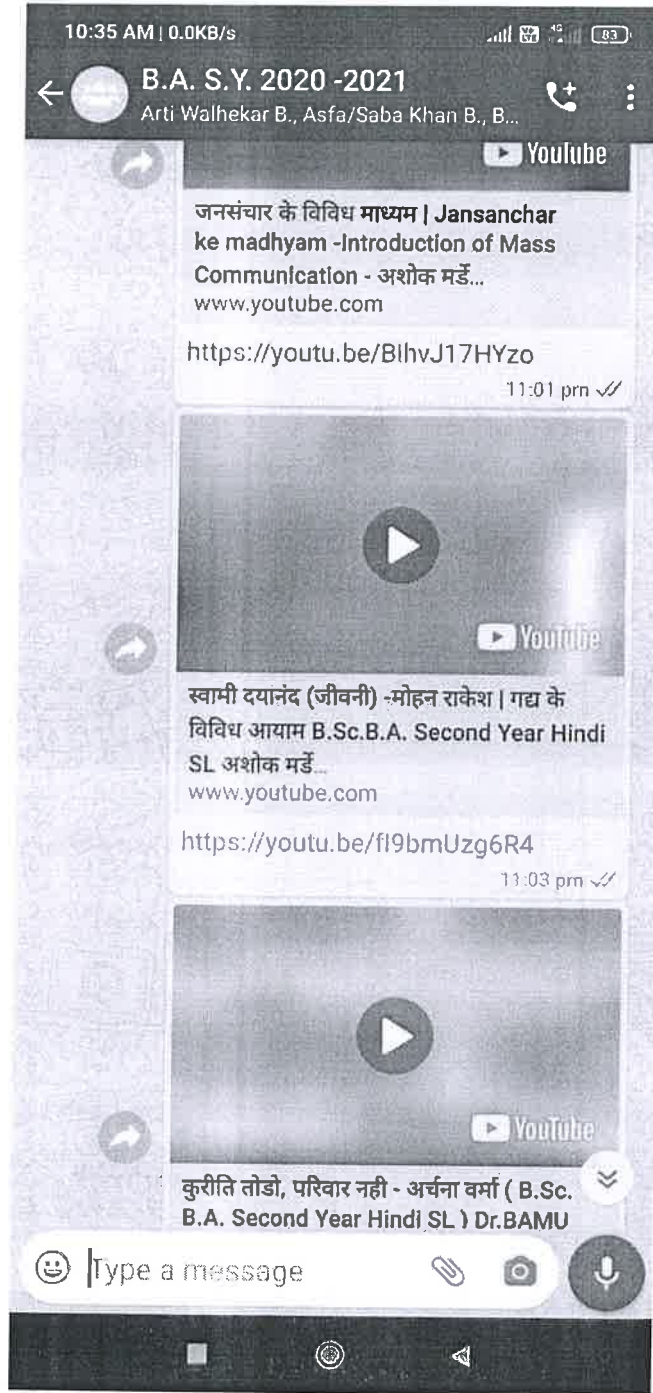 10:35 AM | 0.0KB/s 4G 83
B.A. S.Y. 2020 -2021
Arti Walhekar B., Asfa/Saba Khan B., B...
YouTube
जनसंचार के विविध माध्यम | Jansanchar
ke madhyam -Introduction of Mass
Communication - अशोक मर्डे...
www.youtube.com
https://youtu.be/BlhvJ17HYzo
11:01 pm
YouTube
स्वामी दयानंद (जीवनी) -मोहन राकेश | गद्य के
विविध आयाम B.Sc.B.A. Second Year Hindi
SL अशोक मर्डे...
www.youtube.com
https://youtu.be/fI9bmUzg6R4
11:03 pm
YouTube
कुरीति तोडो, परिवार नही - अर्चना वर्मा ( B.Sc.
B.A. Second Year Hindi SL ) Dr.BAMU
Type a message